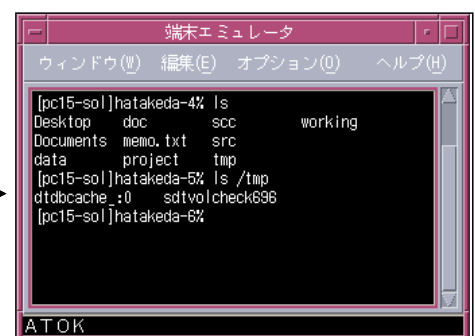 端末エミュレータ
ウィンドウ(W) 編集(E) オプション(O) ヘルプ(H)
[pc15-sol]hatakeda-4% ls
Desktop doc scc working
Documents memo.txt src
data project tmp
[pc15-sol]hatakeda-5% ls /tmp
dtdbcache_:0 sdtvolcheck696
[pc15-sol]hatakeda-6%
ATOK